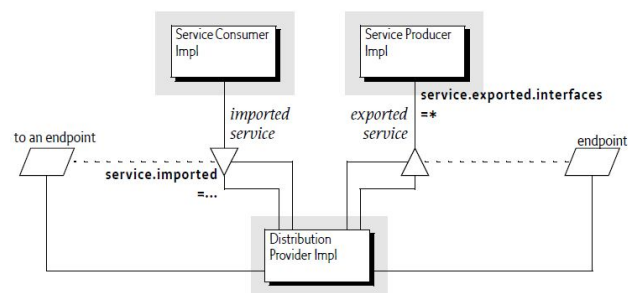 Service Consumer
Impl
Service Producer
Impl
service.exported.interfaces
=*
imported
service
exported
service
to an endpoint
endpoint
service.imported
=...
Distribution
Provider Impl